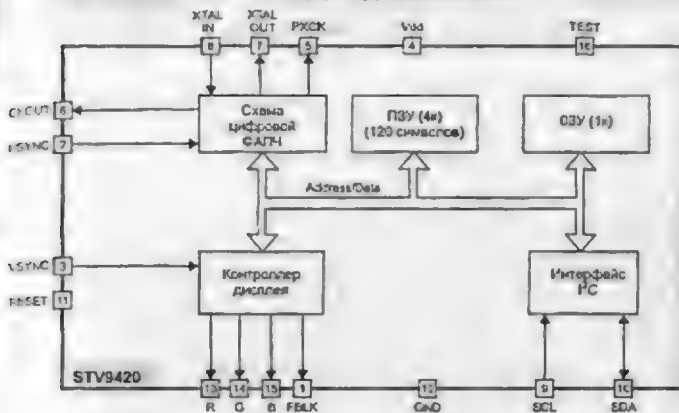 XTAL IN
XTAL OUT
PXCK
Vdd
TEST
8
7
5
4
16
CKOUT 6
HSYNC 2
Схема
цифровой
ФАПЧ
ПЗУ (4к)
(120 символов)
ОЗУ (1к)
Address/Data
VSYNC 3
RESET 11
Контроллер
дисплея
Интерфейс
I²C
STV9420
13
14
15
1
12
9
10
R
G
B
FBLK
GND
SCL
SDA